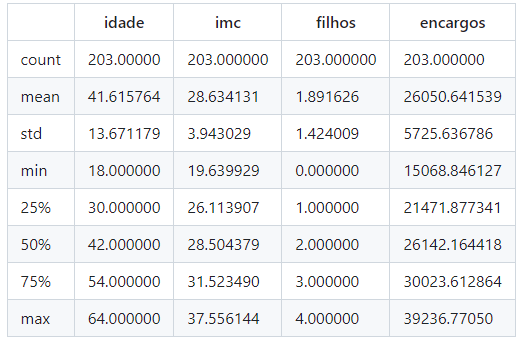 idade imc filhos encargos
count 203.00000 203.000000 203.000000 203.000000
mean 41.615764 28.634131 1.891626 26050.641539
std 13.671179 3.943029 1.424009 5725.636786
min 18.000000 19.639929 0.000000 15068.846127
25% 30.000000 26.113907 1.000000 21471.877341
50% 42.000000 28.504379 2.000000 26142.164418
75% 54.000000 31.523490 3.000000 30023.612864
max 64.000000 37.556144 4.000000 39236.77050